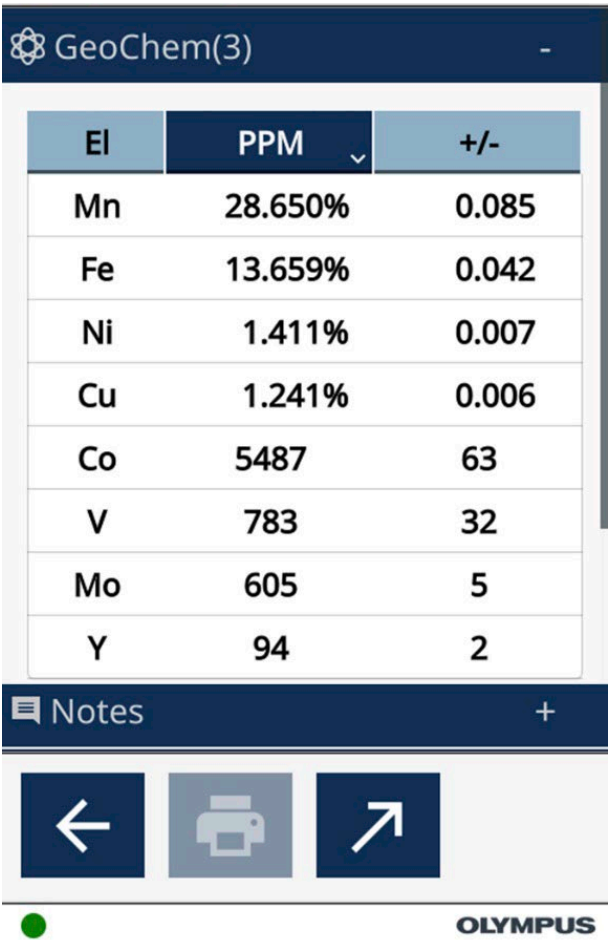 GeoChem(3) -
El PPM +/-
Mn 28.650% 0.085
Fe 13.659% 0.042
Ni 1.411% 0.007
Cu 1.241% 0.006
Co 5487 63
V 783 32
Mo 605 5
Y 94 2
Notes +
OLYMPUS